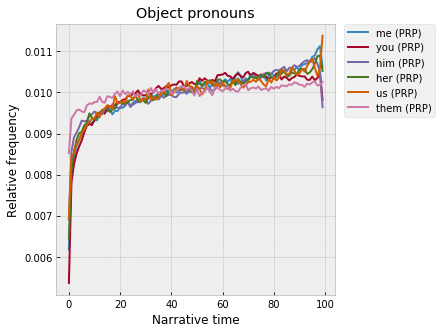 Object pronouns
0.011
0.010
0.009
0.008
0.007
0.006
Relative frequency
0 20 40 60 80 100
Narrative time
me (PRP)
you (PRP)
him (PRP)
her (PRP)
us (PRP)
them (PRP)